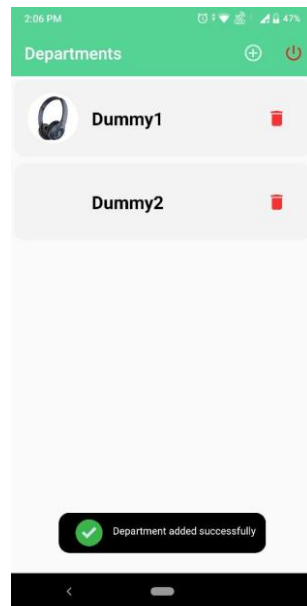 2:06 PM
47%
Departments
Dummy1
Dummy2
Department added successfully